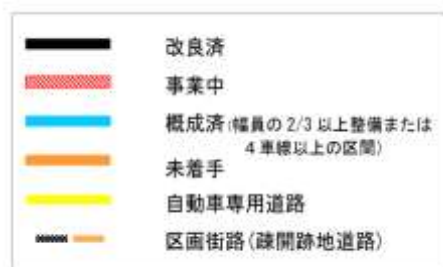 改良済
事業中
概成済(幅員の2/3以上整備または
4車線以上の区間)
未着手
自動車専用道路
区画街路(疎開跡地道路)